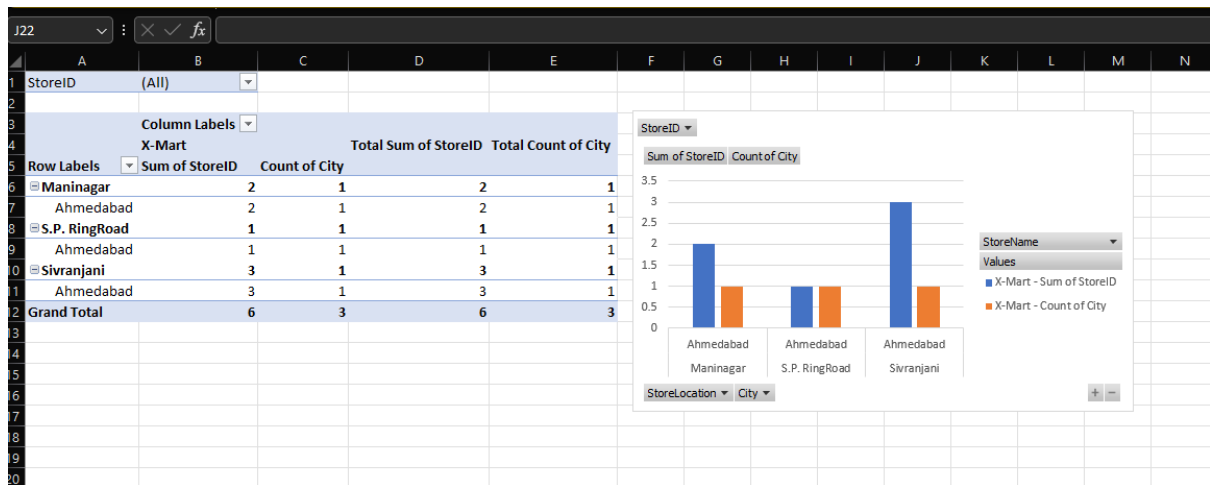 J22 fx
A B C D E F G H I J K L M N
1 StoreID (All)
2
3 Column Labels
4 X-Mart Total Sum of StoreID Total Count of City
5 Row Labels Sum of StoreID Count of City
6 Maninagar 2 1 2 1
7 Ahmedabad 2 1 2 1
8 S.P. RingRoad 1 1 1 1
9 Ahmedabad 1 1 1 1
10 Sivranjani 3 1 3 1
11 Ahmedabad 3 1 3 1
12 Grand Total 6 3 6 3
13
14
15
16
17
18
19
20
StoreID
Sum of StoreID Count of City
3.5
3
2.5
2
1.5
1
0.5
0
Ahmedabad Ahmedabad Ahmedabad
Maninagar S.P. RingRoad Sivranjani
StoreName
Values
X-Mart - Sum of StoreID
X-Mart - Count of City
StoreLocation City
+ −